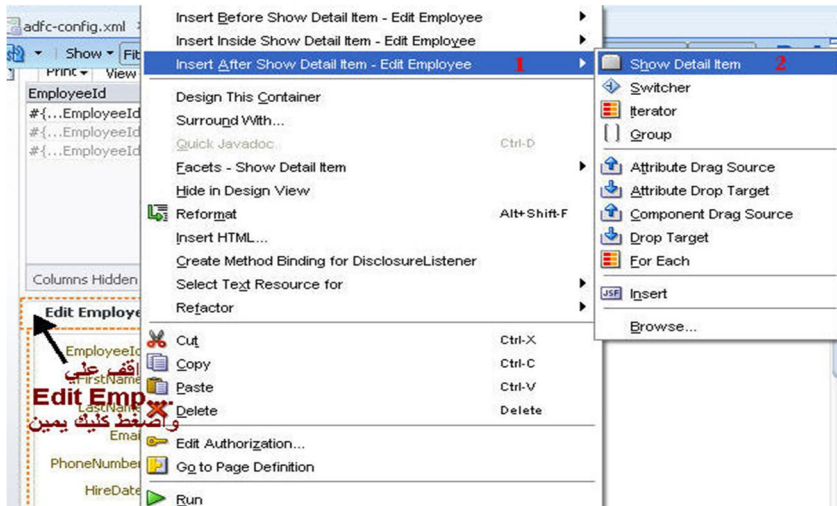 adfc-config.xml
Show
Fit
Print
View
EmployeeId
#{...EmployeeId
#{...EmployeeId
#{...EmployeeId
Columns Hidden
Edit Employe
EmployeeId
FirstName
LastName
Email
PhoneNumber
HireDate
اقف علي
Edit Emp....
واضغط كليك يمين
Insert Before Show Detail Item - Edit Employee
Insert Inside Show Detail Item - Edit Employee
Insert After Show Detail Item - Edit Employee 1
Design This Container
Surround With...
Quick Javadoc Ctrl-D
Facets - Show Detail Item
Hide in Design View
Reformat Alt+Shift-F
Insert HTML...
Create Method Binding for DisclosureListener
Select Text Resource for
Refactor
Cut Ctrl-X
Copy Ctrl-C
Paste Ctrl-V
Delete Delete
Edit Authorization...
Go to Page Definition
Run
Show Detail Item 2
Switcher
Iterator
Group
Attribute Drag Source
Attribute Drop Target
Component Drag Source
Drop Target
For Each
JSF Insert
Browse...